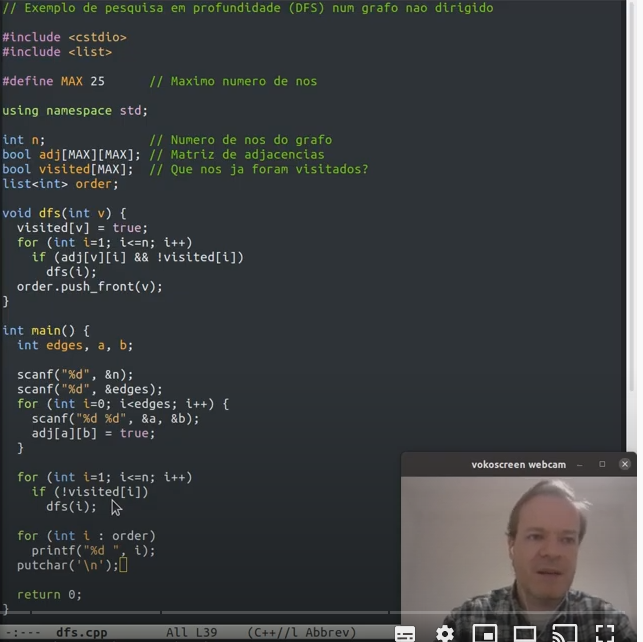 // Exemplo de pesquisa em profundidade (DFS) num grafo nao dirigido
#include <cstdio>
#include <list>
#define MAX 25      // Maximo numero de nos
using namespace std;
int n;              // Numero de nos do grafo
bool adj[MAX][MAX]; // Matriz de adjacencias
bool visited[MAX];  // Que nos ja foram visitados?
list<int> order;
void dfs(int v) {
  visited[v] = true;
  for (int i=1; i<=n; i++)
    if (adj[v][i] && !visited[i])
      dfs(i);
  order.push_front(v);
}
int main() {
  int edges, a, b;
  scanf("%d", &n);
  scanf("%d", &edges);
  for (int i=0; i<edges; i++) {
    scanf("%d %d", &a, &b);
    adj[a][b] = true;
  }
  for (int i=1; i<=n; i++)
    if (!visited[i])
      dfs(i);
  for (int i : order)
    printf("%d ", i);
  putchar('\n');
  return 0;
}
-:--- dfs.cpp All L39 (C++//l Abbrev)
vokoscreen webcam